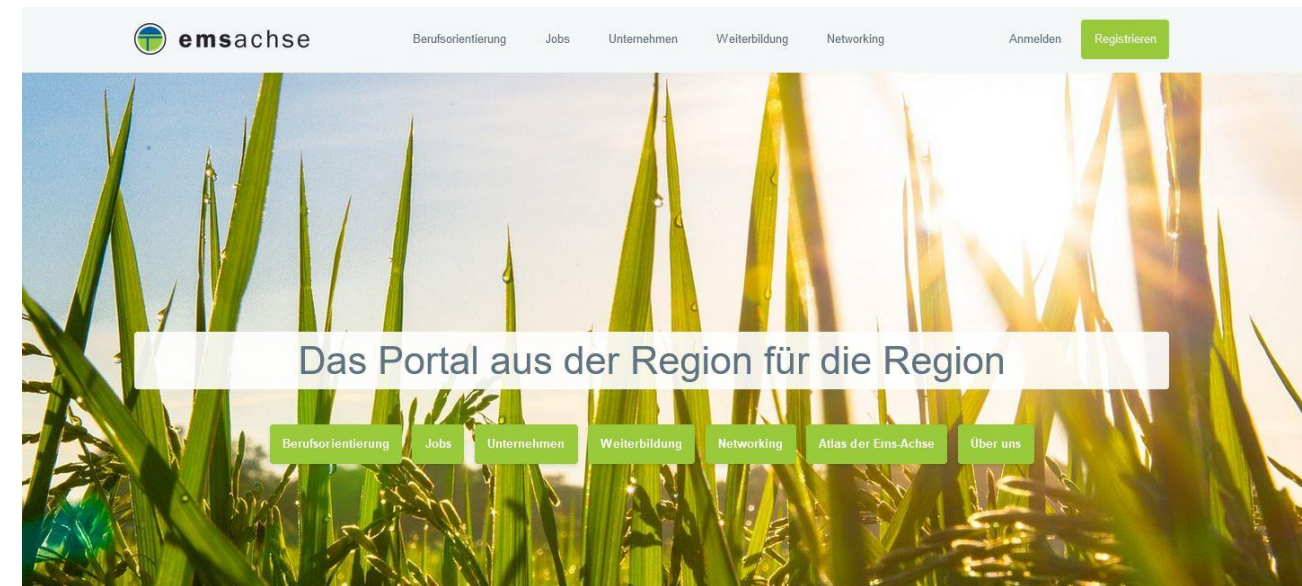 emsachse Berufsorientierung Jobs Unternehmen Weiterbildung Networking Anmelden Registrieren
Das Portal aus der Region für die Region
Berufsorientierung Jobs Unternehmen Weiterbildung Networking Atlas der Ems-Achse Über uns